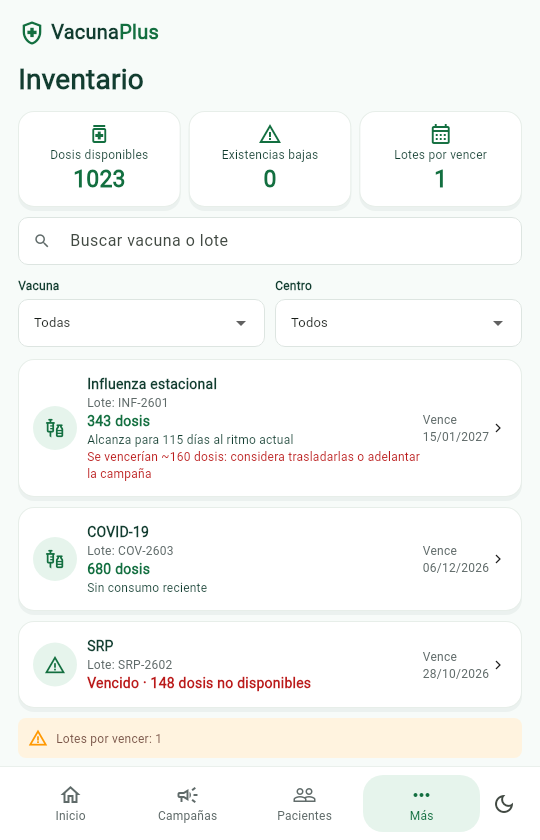 VacunaPlus
Inventario
Dosis disponibles
1023
Existencias bajas
0
Lotes por vencer
1
Buscar vacuna o lote
Vacuna
Todas
Centro
Todos
Influenza estacional
Lote: INF-2601
343 dosis
Alcanza para 115 días al ritmo actual
Se vencerían ~160 dosis: considera trasladarlas o adelantar
la campaña
Vence
15/01/2027
COVID-19
Lote: COV-2603
680 dosis
Sin consumo reciente
Vence
06/12/2026
SRP
Lote: SRP-2602
Vencido · 148 dosis no disponibles
Vence
28/10/2026
Lotes por vencer: 1
Inicio
Campañas
Pacientes
Más